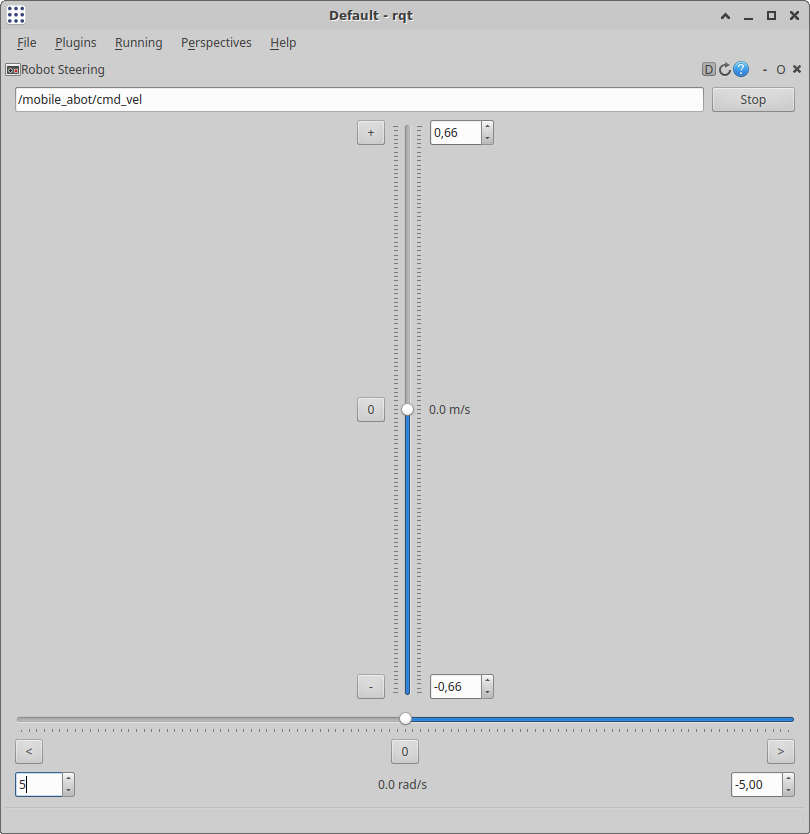 Default - rqt
File Plugins Running Perspectives Help
Robot Steering
D ? - O
/mobile_abot/cmd_vel Stop
+ 0,66
0 0.0 m/s
- -0,66
< 0 >
5 0.0 rad/s -5,00